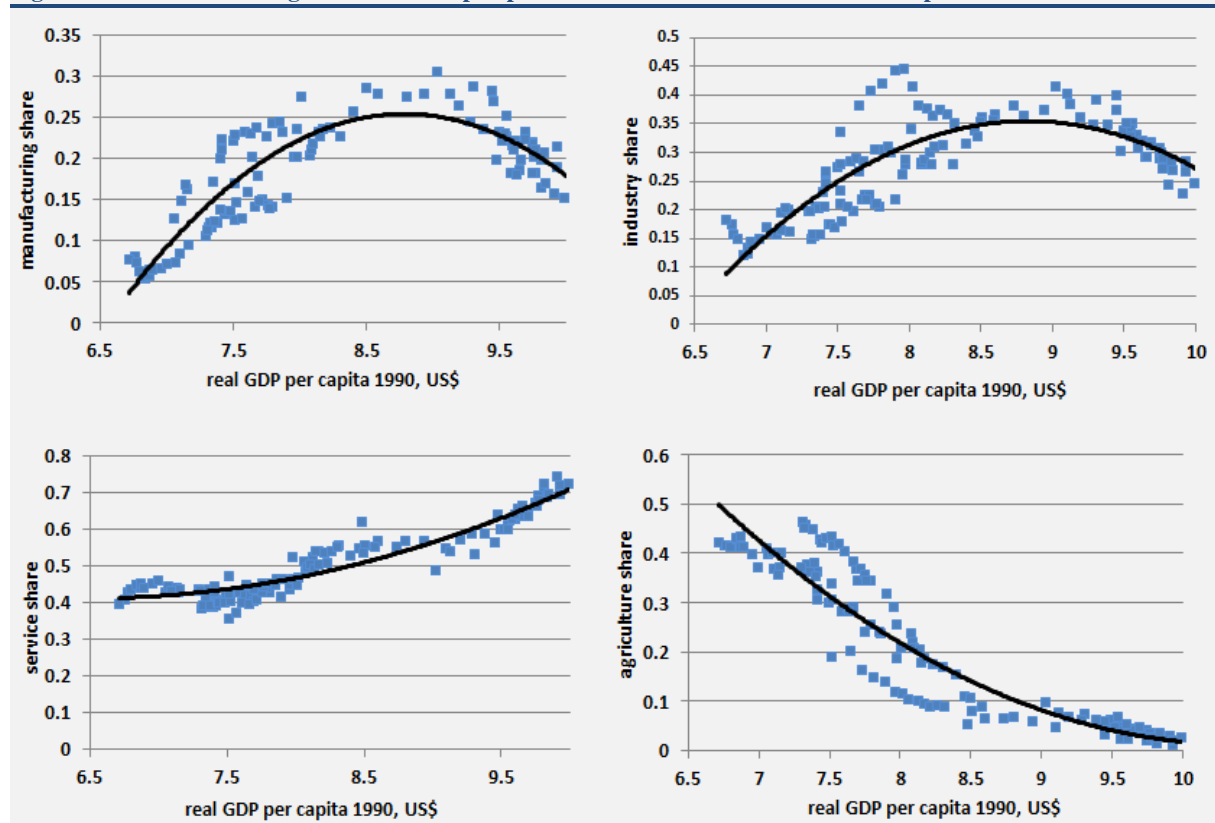 manufacturing share
0.35
0.3
0.25
0.2
0.15
0.1
0.05
0
6.5 7.5 8.5 9.5
real GDP per capita 1990, US$
industry share
0.5
0.45
0.4
0.35
0.3
0.25
0.2
0.15
0.1
0.05
0
6.5 7 7.5 8 8.5 9 9.5 10
real GDP per capita 1990, US$
service share
0.8
0.7
0.6
0.5
0.4
0.3
0.2
0.1
0
6.5 7.5 8.5 9.5
real GDP per capita 1990, US$
agriculture share
0.6
0.5
0.4
0.3
0.2
0.1
0
6.5 7 7.5 8 8.5 9 9.5 10
real GDP per capita 1990, US$